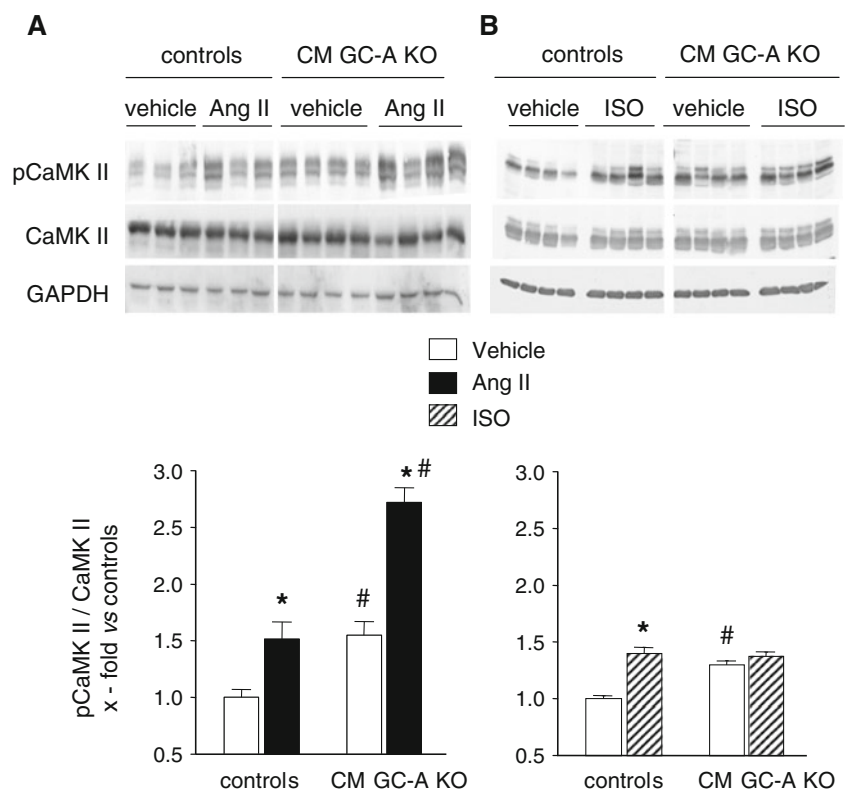 A
B
controls
CM GC-A KO
controls
CM GC-A KO
vehicle
Ang II
vehicle
Ang II
vehicle
ISO
vehicle
ISO
pCaMK II
CaMK II
GAPDH
Vehicle
Ang II
ISO
pCaMK II / CaMK II
x - fold vs controls
3.0
2.5
2.0
1.5
1.0
0.5
*
#
* #
controls
CM GC-A KO
3.0
2.5
2.0
1.5
1.0
0.5
*
#
controls
CM GC-A KO